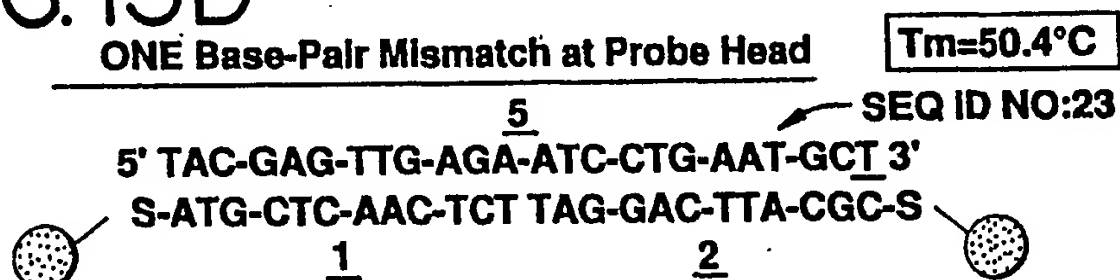 ONE Base-Pair Mismatch at Probe Head
Tm=50.4°C
SEQ ID NO:23
5
5' TAC-GAG-TTG-AGA-ATC-CTG-AAT-GCT 3'
S-ATG-CTC-AAC-TCT TAG-GAC-TTA-CGC-S
1 2